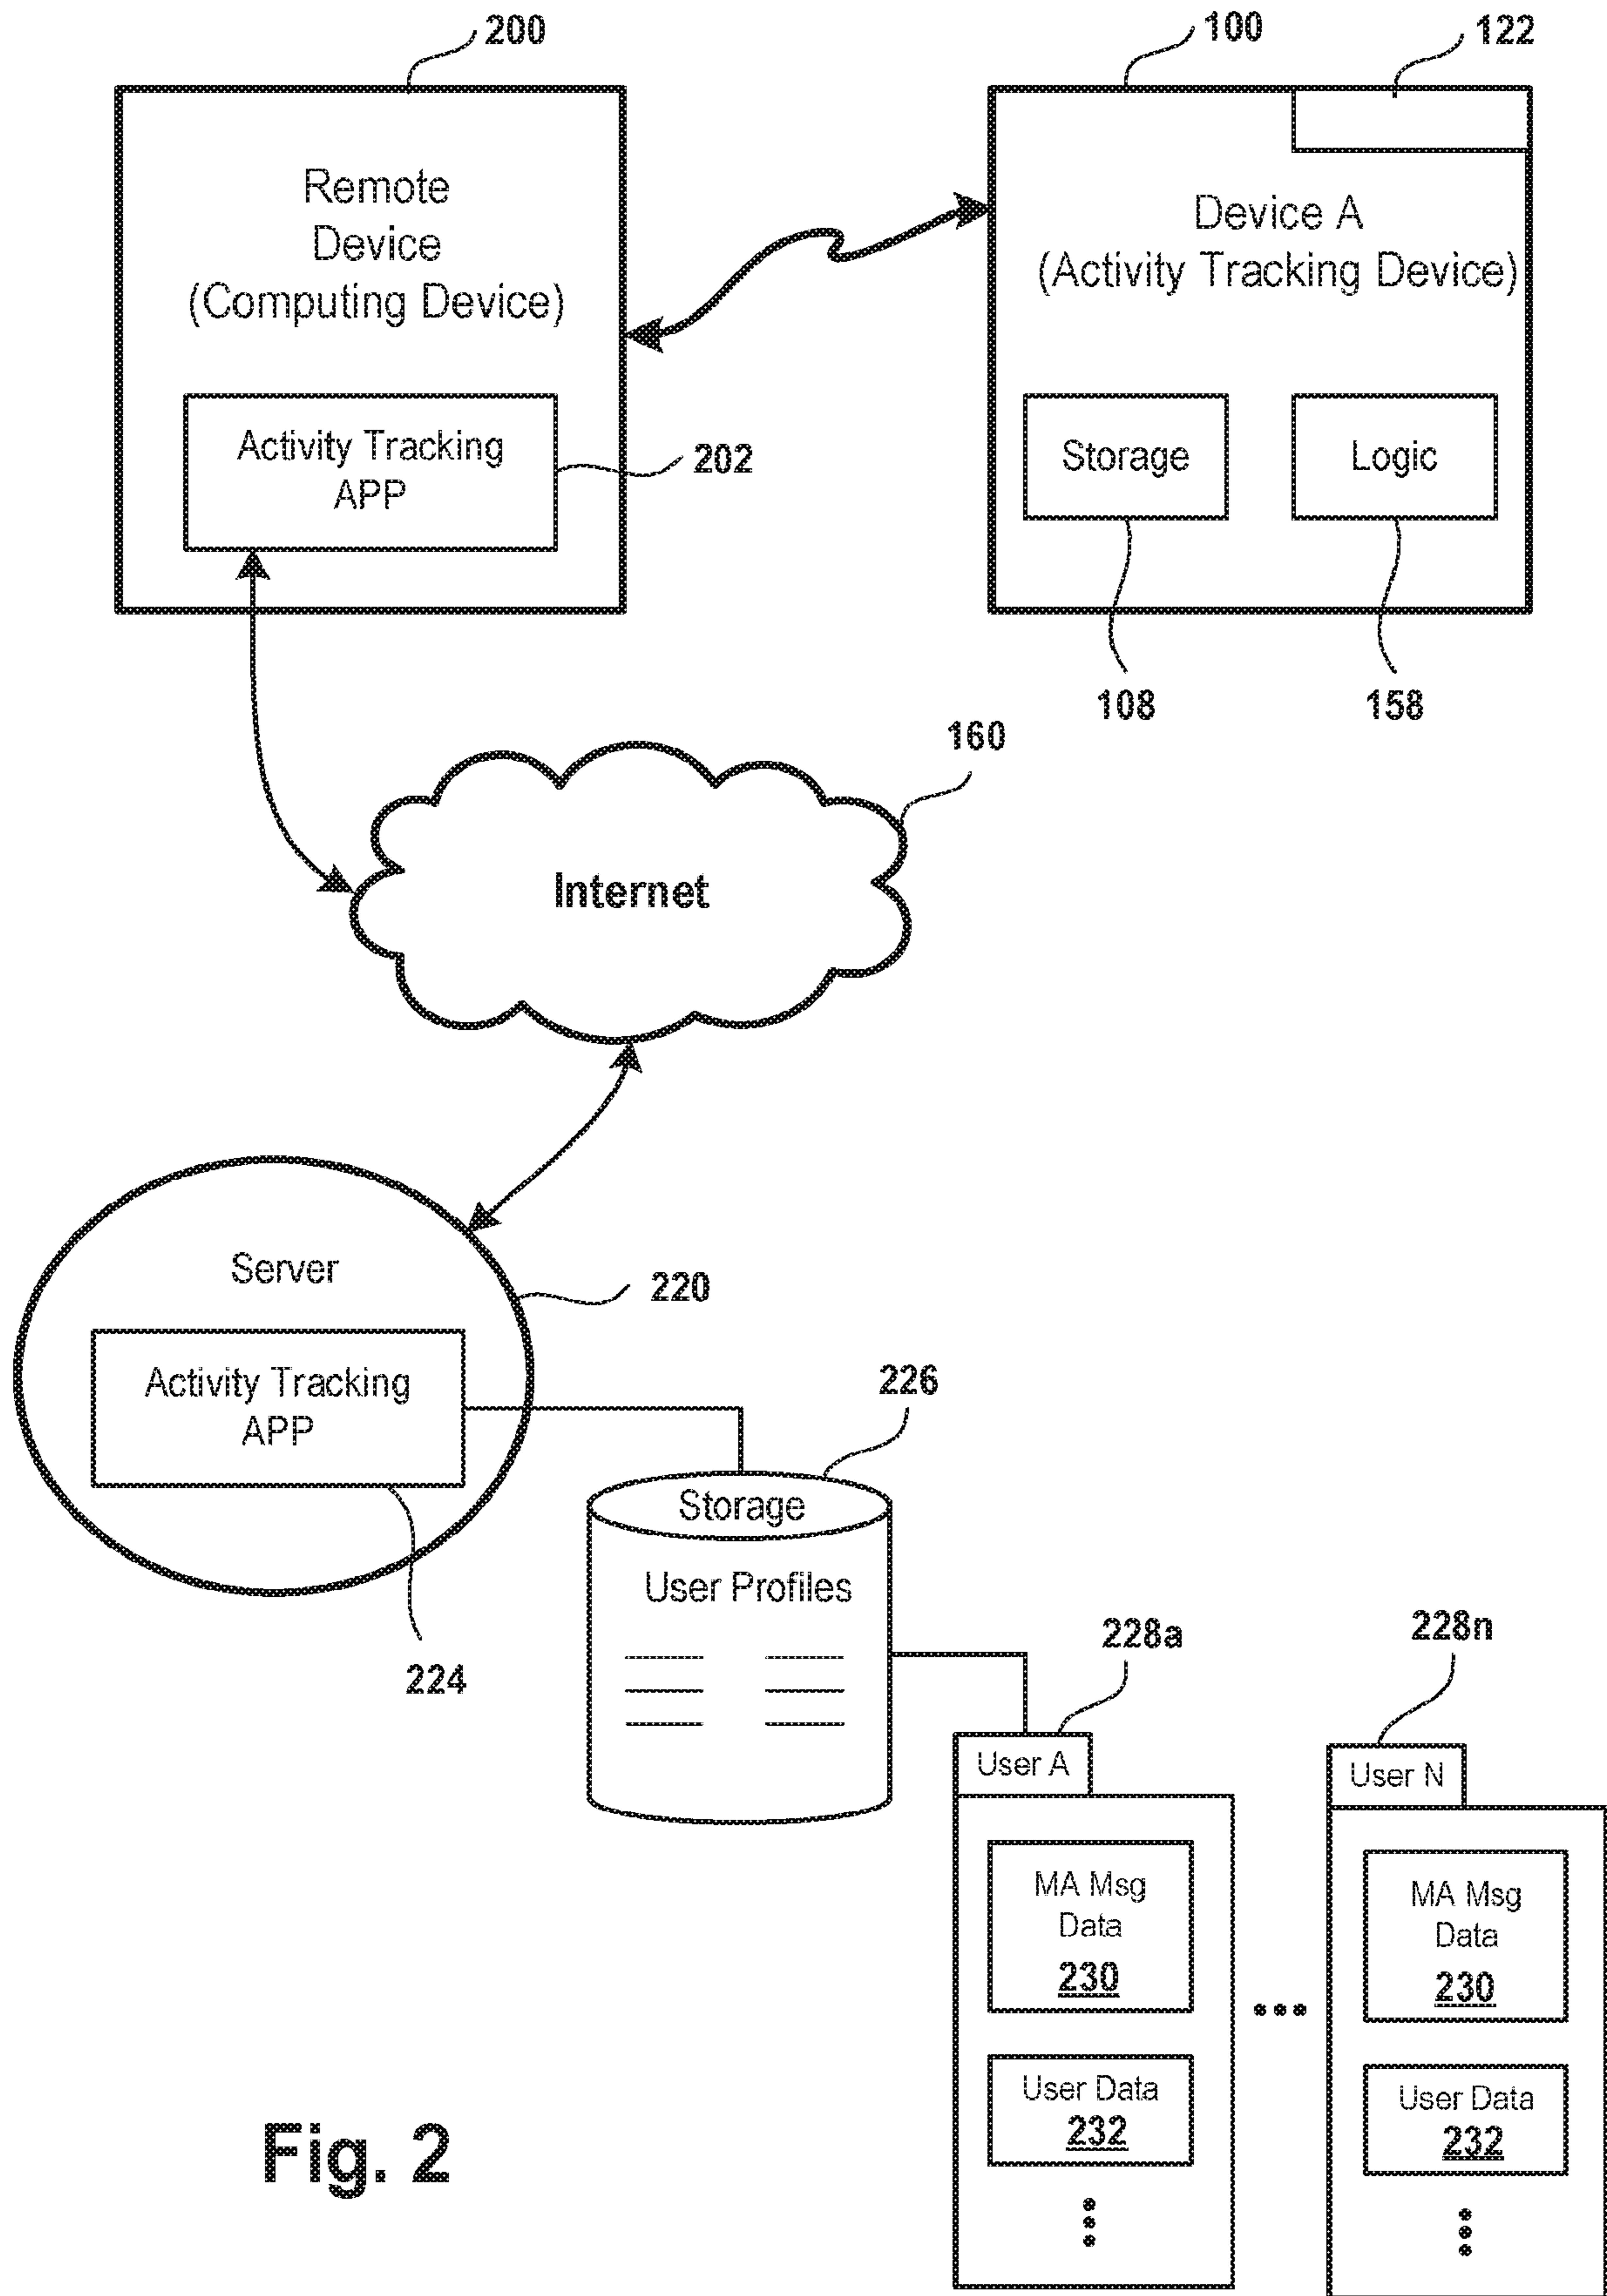 200
100
122
Remote
Device
(Computing Device)
Device A
(Activity Tracking Device)
Activity Tracking
APP
202
Storage
Logic
108
158
160
Internet
Server
220
Activity Tracking
APP
224
226
Storage
User Profiles
228a
228n
User A
User N
MA Msg
Data
230
MA Msg
Data
230
User Data
232
User Data
232
Fig. 2